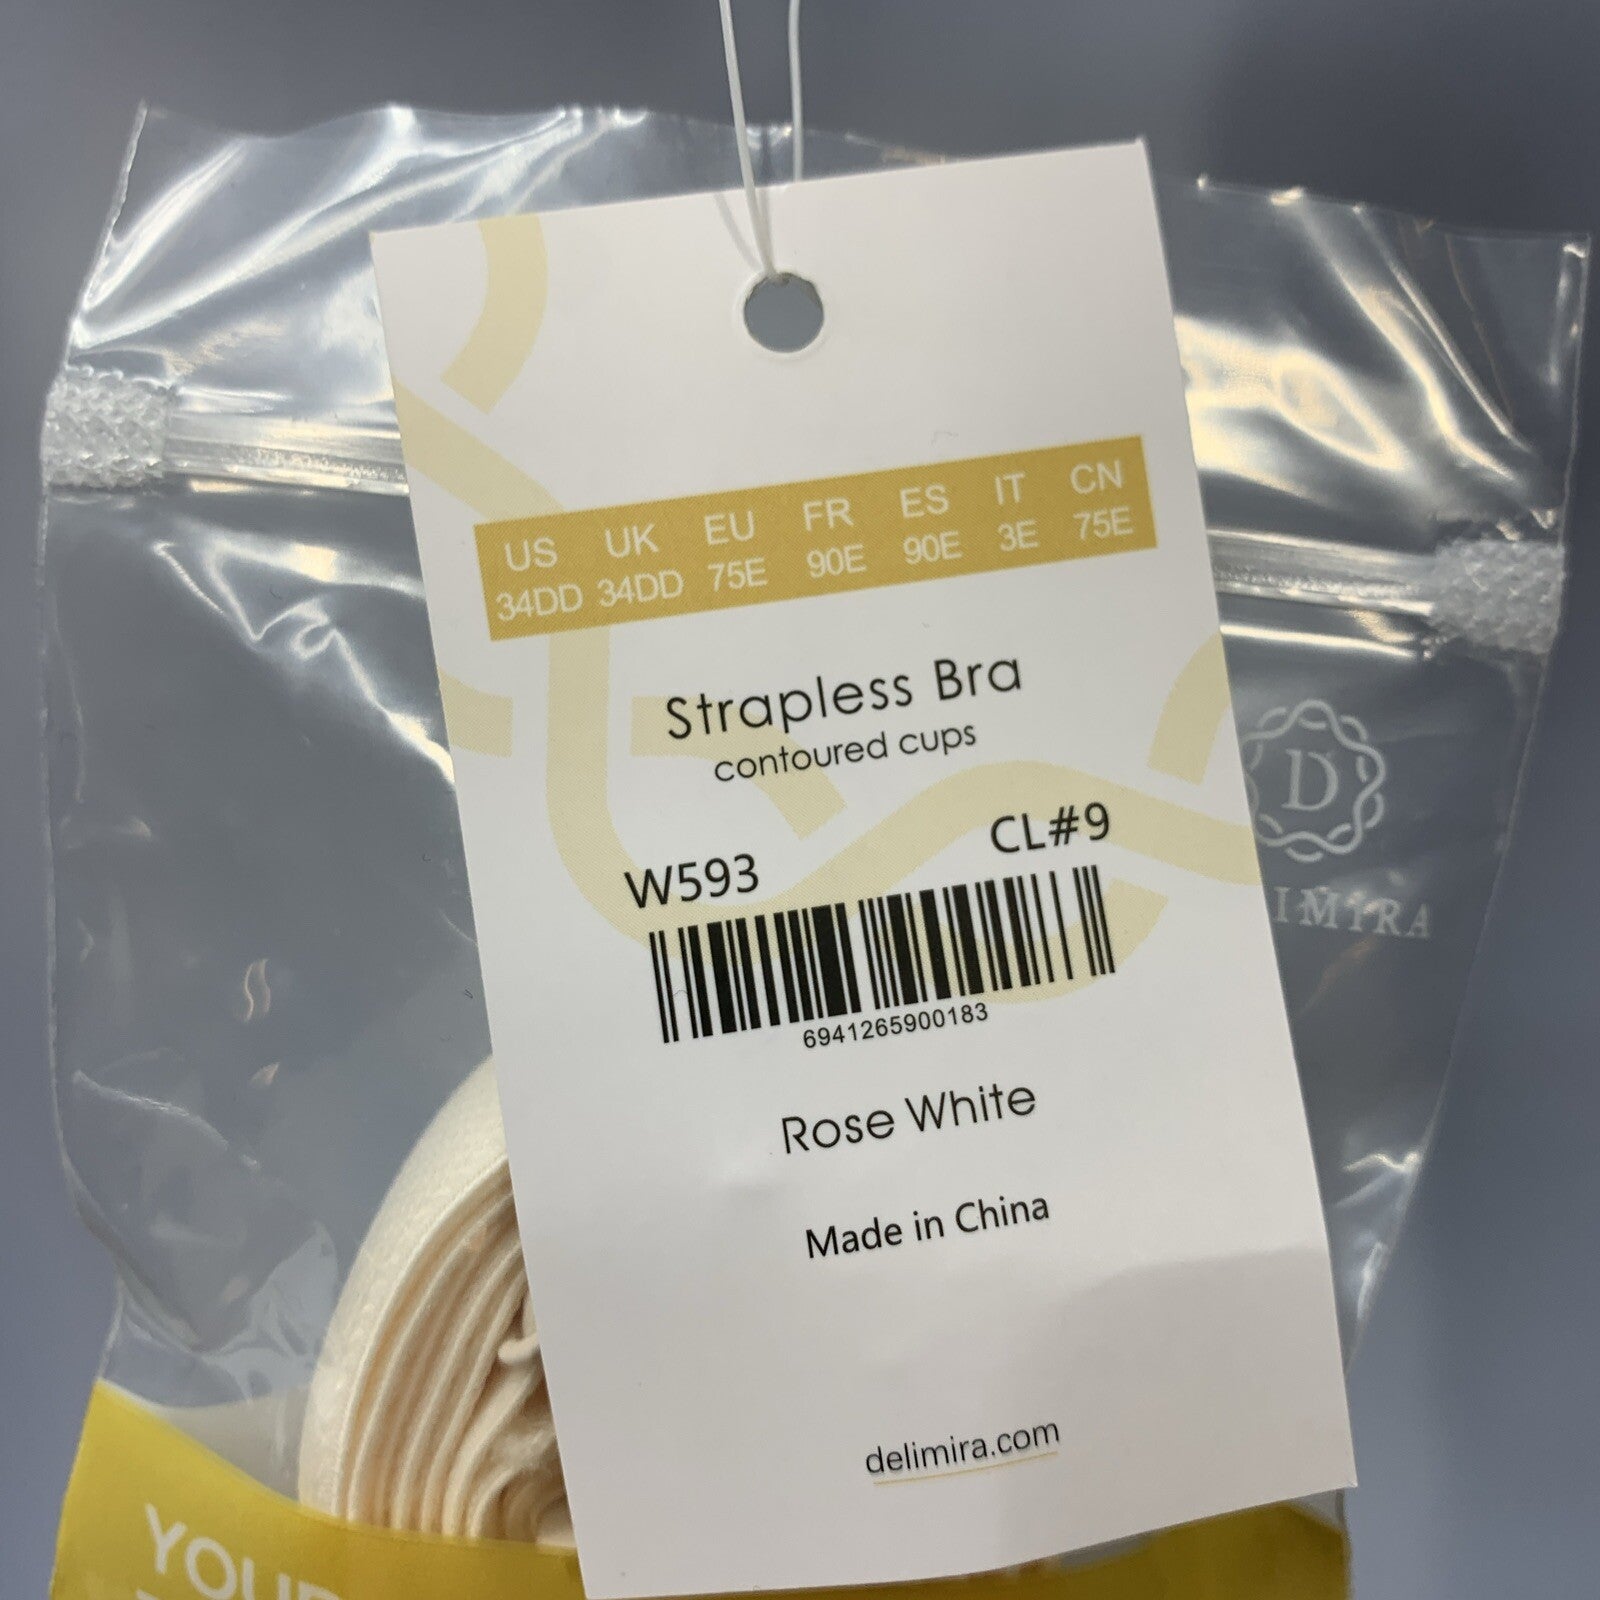 US UK EU FR ES IT CN
34DD 34DD 75E 90E 90E 3E 75E
Strapless Bra
contoured cups
W593 CL#9
6941265900183
Rose White
Made in China
delimira.com
D